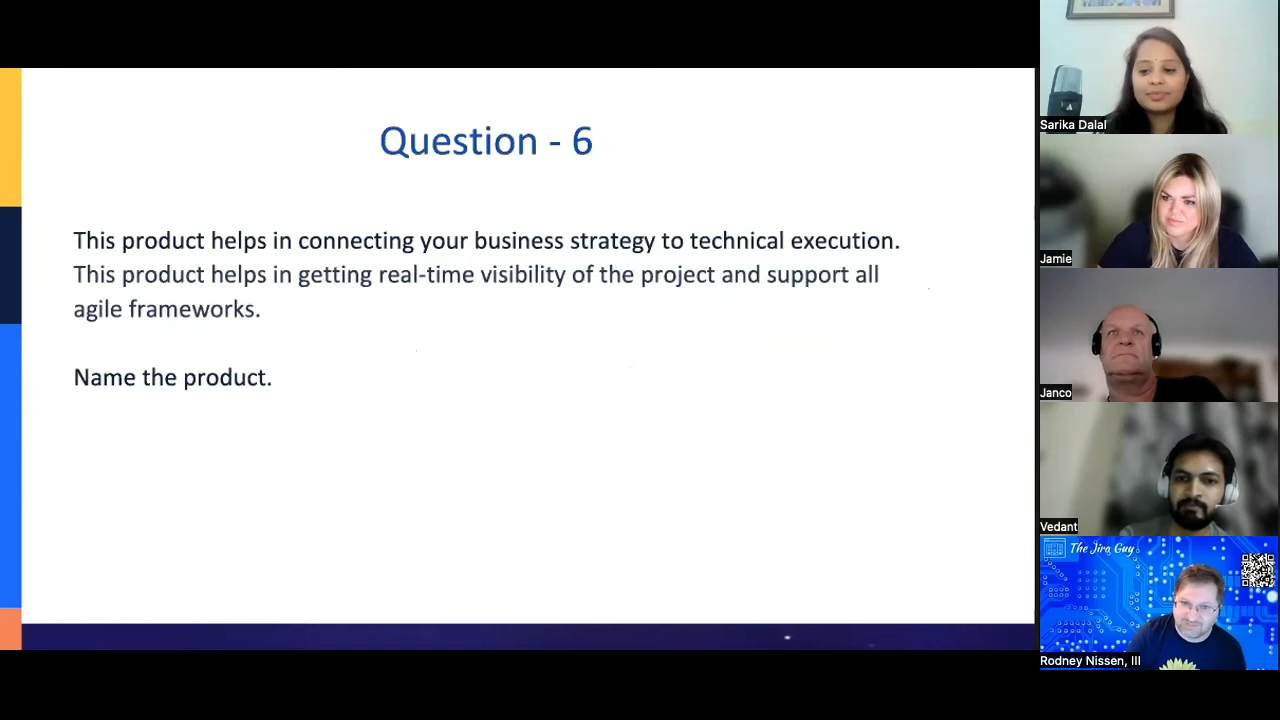 Question - 6
This product helps in connecting your business strategy to technical execution.
This product helps in getting real-time visibility of the project and support all
agile frameworks.
Name the product.
Sarika Dalal
Jamie
Janco
Vedant
The Jira Guy
Rodney Nissen, III